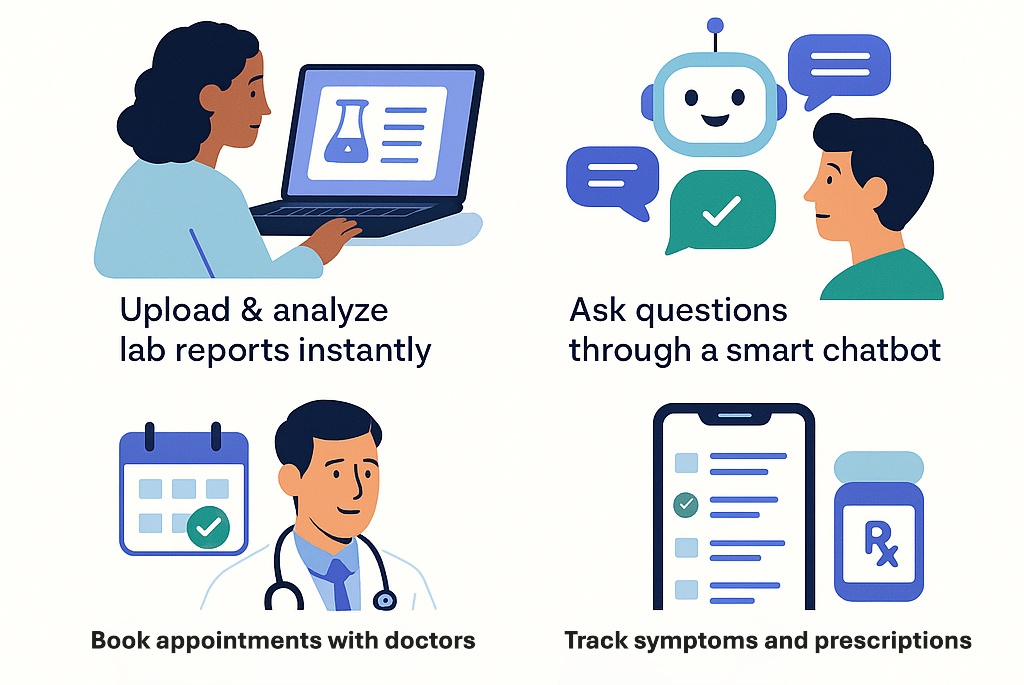 Upload & analyze
lab reports instantly
Ask questions
through a smart chatbot
Book appointments with doctors
Rx
Track symptoms and prescriptions